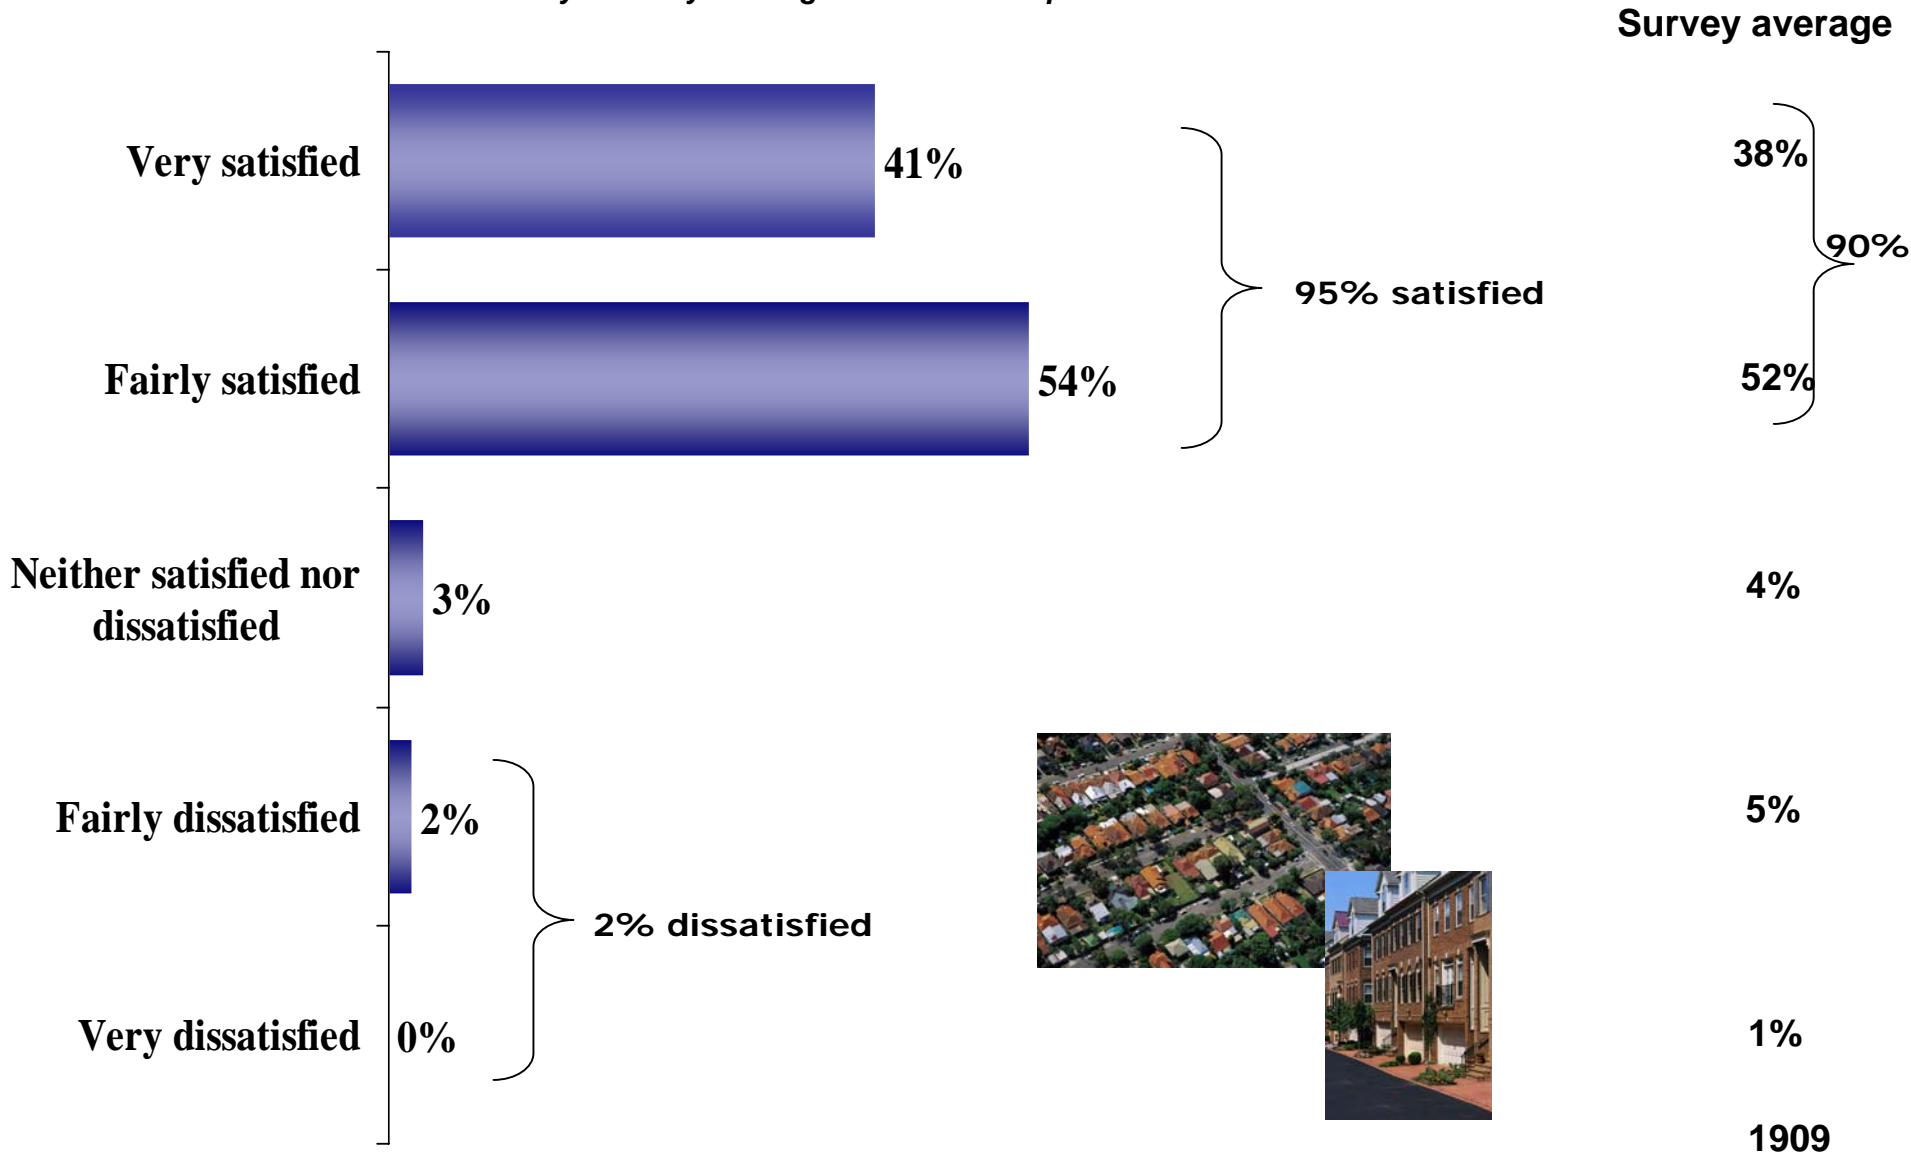 Survey average
Very satisfied 41% 38%
90%
95% satisfied
Fairly satisfied 54% 52%
Neither satisfied nor
dissatisfied
3% 4%
Fairly dissatisfied 2% 5%
2% dissatisfied
Very dissatisfied 0% 1%
1909